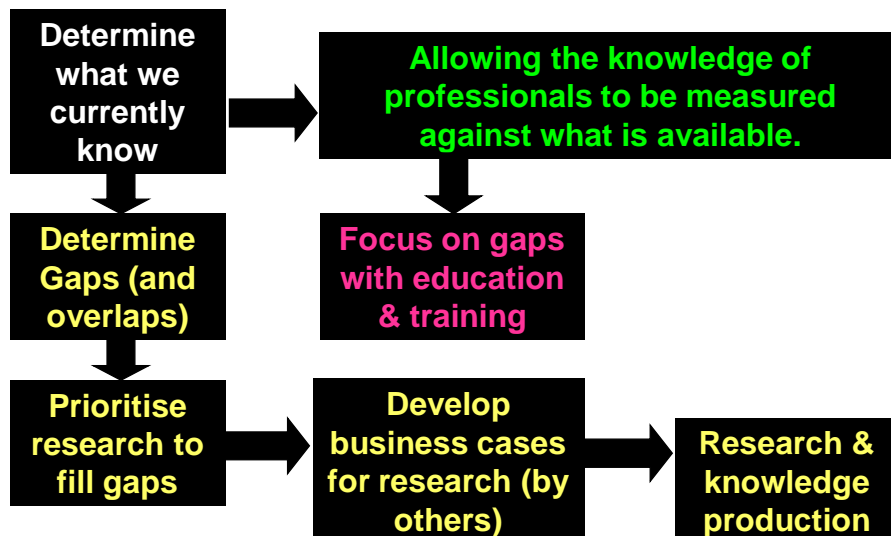 Determine
what we
currently
know
Allowing the knowledge of
professionals to be measured
against what is available.
Determine
Gaps (and
overlaps)
Focus on gaps
with education
& training
Prioritise
research to
fill gaps
Develop
business cases
for research (by
others)
Research &
knowledge
production